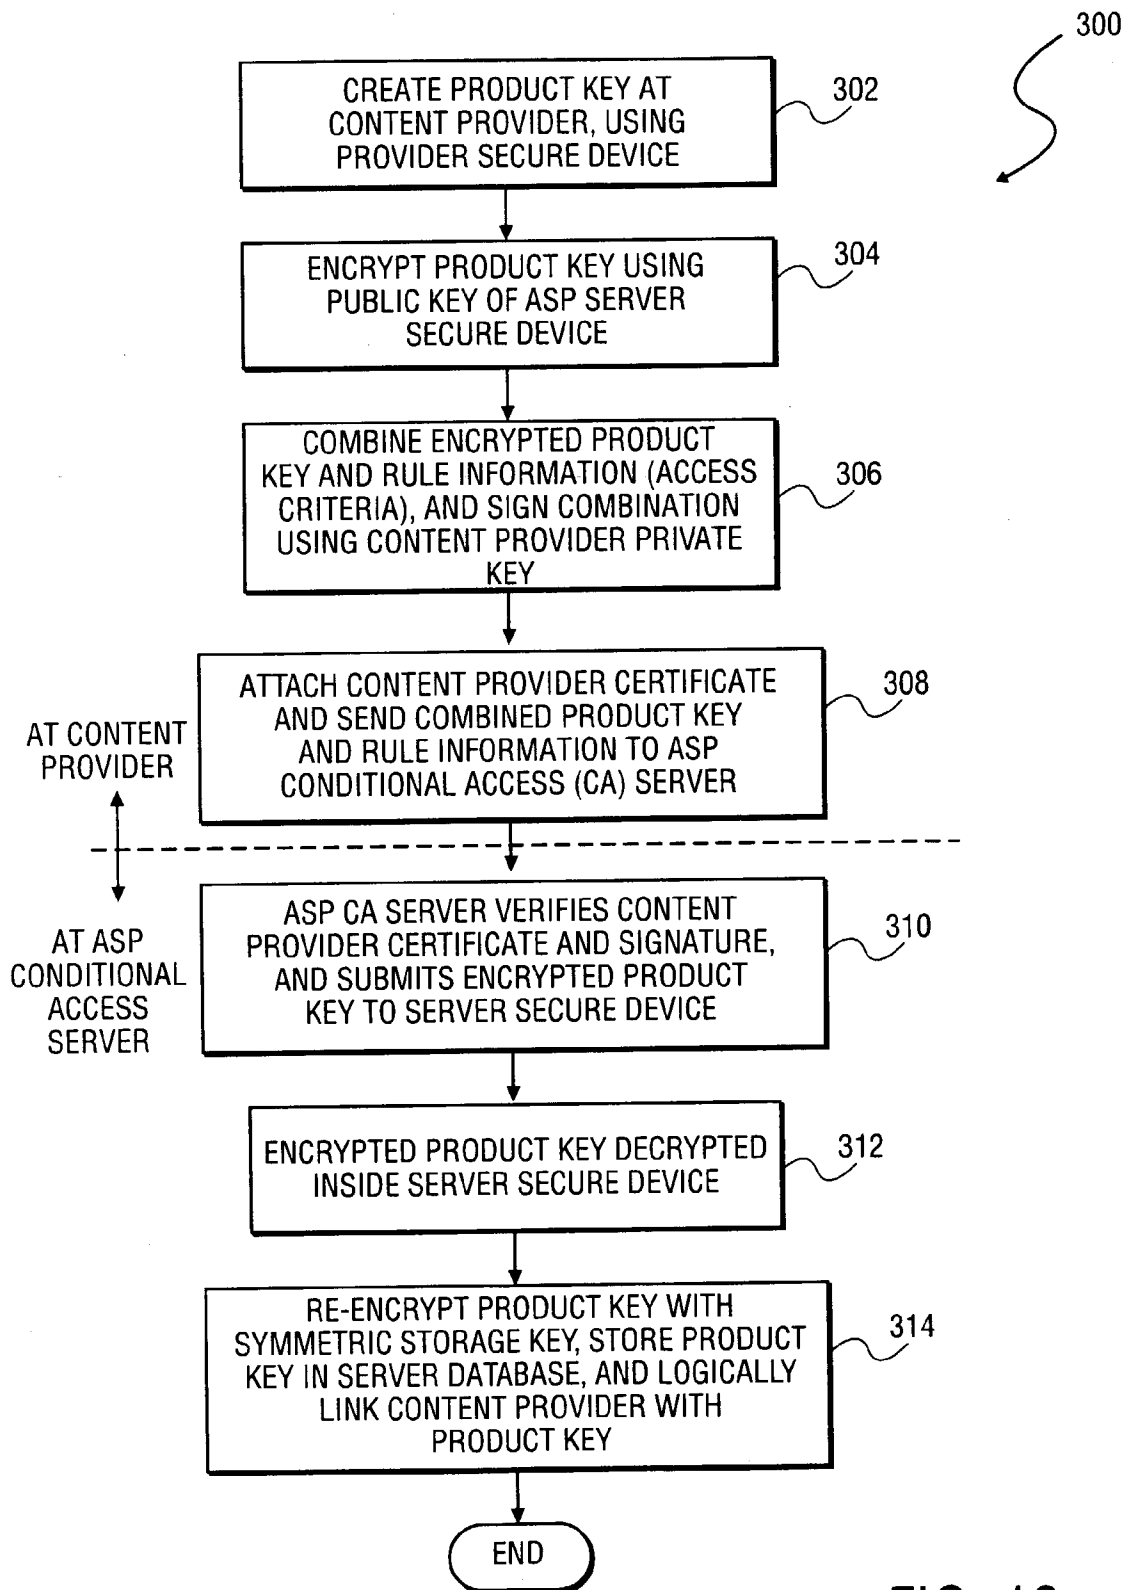 300
CREATE PRODUCT KEY AT
CONTENT PROVIDER, USING
PROVIDER SECURE DEVICE
302
ENCRYPT PRODUCT KEY USING
PUBLIC KEY OF ASP SERVER
SECURE DEVICE
304
COMBINE ENCRYPTED PRODUCT
KEY AND RULE INFORMATION (ACCESS
CRITERIA), AND SIGN COMBINATION
USING CONTENT PROVIDER PRIVATE
KEY
306
ATTACH CONTENT PROVIDER CERTIFICATE
AND SEND COMBINED PRODUCT KEY
AND RULE INFORMATION TO ASP
CONDITIONAL ACCESS (CA) SERVER
308
AT CONTENT
PROVIDER
AT ASP
CONDITIONAL
ACCESS
SERVER
ASP CA SERVER VERIFIES CONTENT
PROVIDER CERTIFICATE AND SIGNATURE,
AND SUBMITS ENCRYPTED PRODUCT
KEY TO SERVER SECURE DEVICE
310
ENCRYPTED PRODUCT KEY DECRYPTED
INSIDE SERVER SECURE DEVICE
312
RE-ENCRYPT PRODUCT KEY WITH
SYMMETRIC STORAGE KEY, STORE PRODUCT
KEY IN SERVER DATABASE, AND LOGICALLY
LINK CONTENT PROVIDER WITH
PRODUCT KEY
314
END